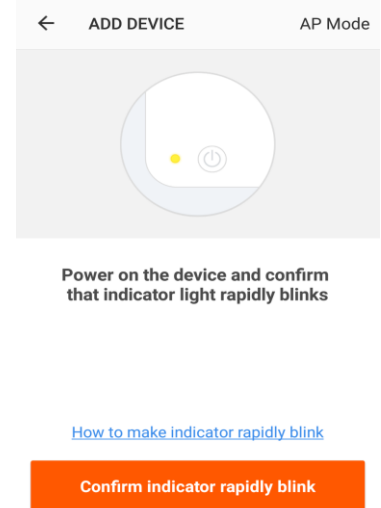 ADD DEVICE AP Mode
Power on the device and confirm
that indicator light rapidly blinks
How to make indicator rapidly blink
Confirm indicator rapidly blink